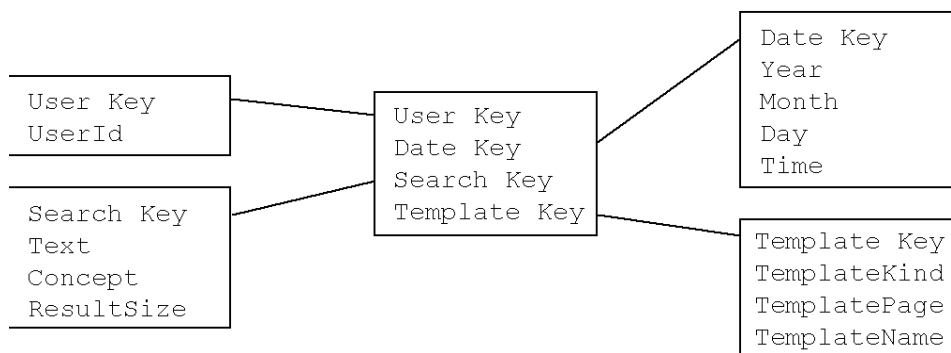 User Key
UserId
Search Key
Text
Concept
ResultSize
User Key
Date Key
Search Key
Template Key
Date Key
Year
Month
Day
Time
Template Key
TemplateKind
TemplatePage
TemplateName